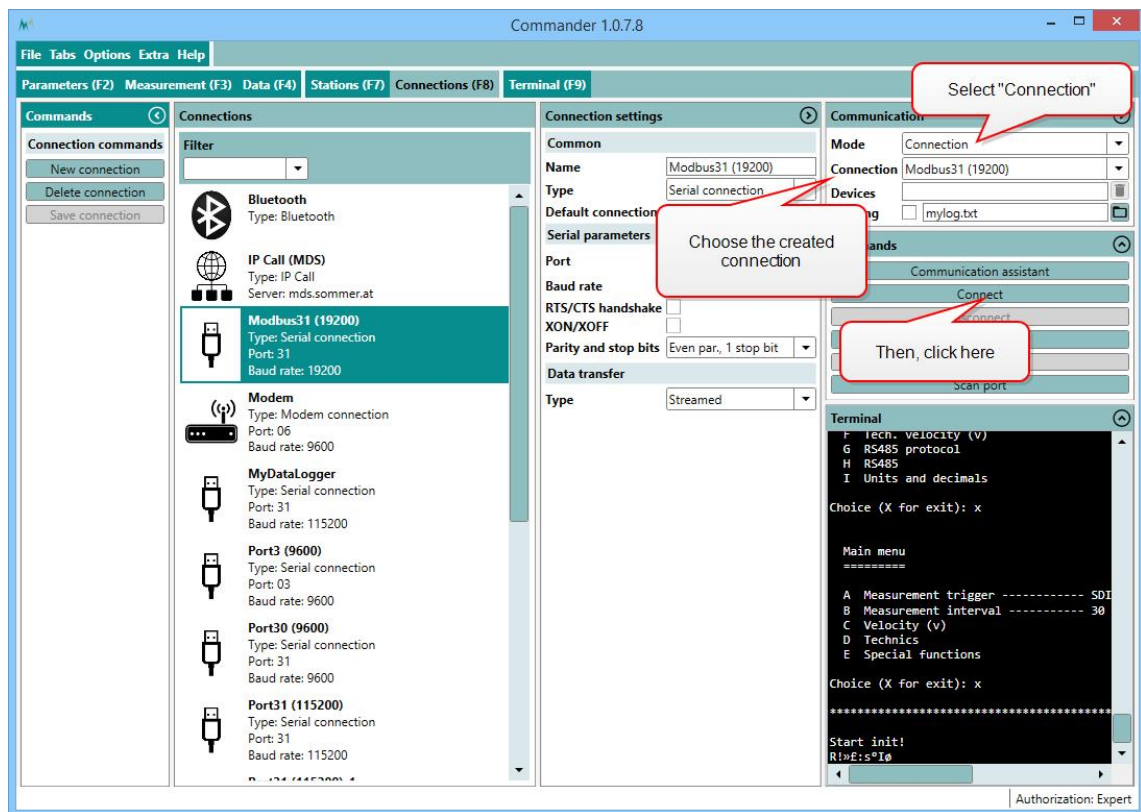 Commander 1.0.7.8
File Tabs Options Extra Help
Parameters (F2) Measurement (F3) Data (F4) Stations (F7) Connections (F8) Terminal (F9)
Select "Connection"
Commands
Connection commands
New connection
Delete connection
Save connection
Connections
Filter
Bluetooth
Type: Bluetooth
IP Call (MDS)
Type: IP Call
Server: mds.sommer.at
Modbus31 (19200)
Type: Serial connection
Port: 31
Baud rate: 19200
Modem
Type: Modem connection
Port: 06
Baud rate: 9600
MyDataLogger
Type: Serial connection
Port: 31
Baud rate: 115200
Port3 (9600)
Type: Serial connection
Port: 03
Baud rate: 9600
Port30 (9600)
Type: Serial connection
Port: 31
Baud rate: 9600
Port31 (115200)
Type: Serial connection
Port: 31
Baud rate: 115200
Connection settings
Common
Name Modbus31 (19200)
Type Serial connection
Default connection
Serial parameters
Port
Baud rate
RTS/CTS handshake
XON/XOFF
Parity and stop bits Even par., 1 stop bit
Data transfer
Type Streamed
Choose the created
connection
Communication
Mode Connection
Connection Modbus31 (19200)
Devices
mylog.txt
Communication assistant
Connect
Then, click here
Scan port
Terminal
F Tech. velocity (v)
G RS485 protocol
H RS485
I Units and decimals
Choice (X for exit): x
Main menu
=========
A Measurement trigger ------------ SDI
B Measurement interval ----------- 30
C Velocity (v)
D Technics
E Special functions
Choice (X for exit): x
*****************************************
Start init!
R!»£:s°Iø
Authorization: Expert